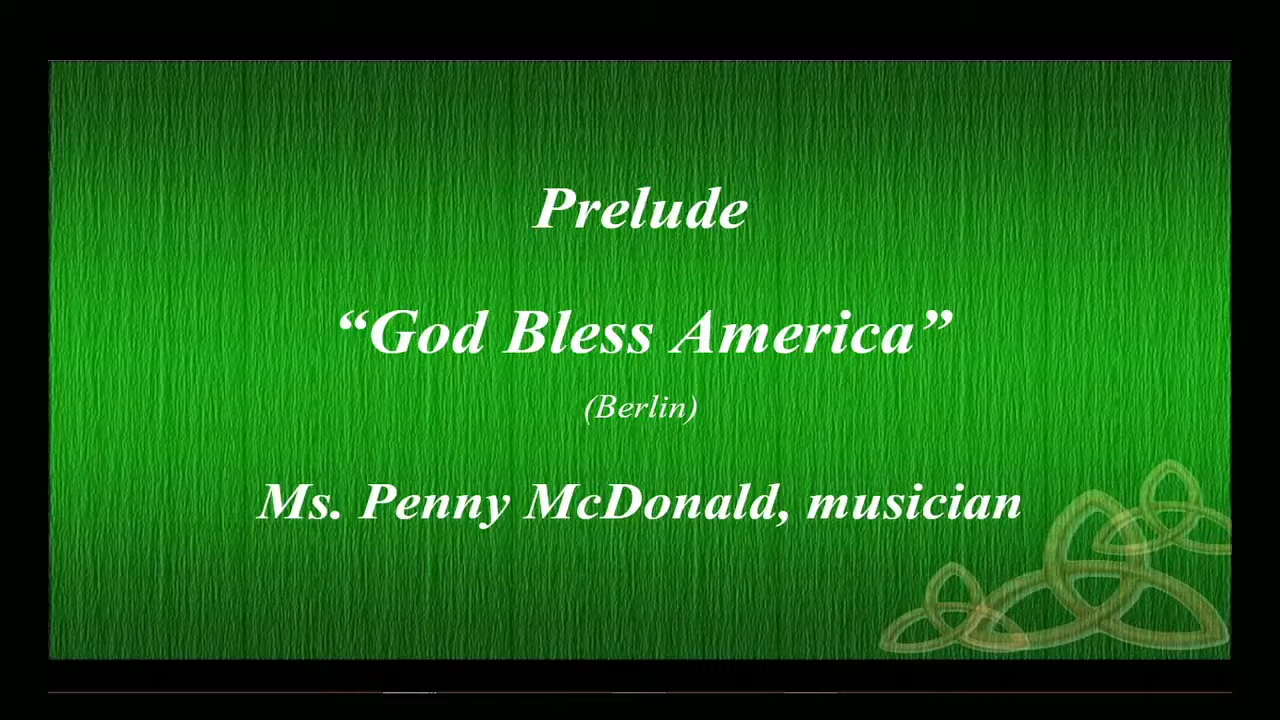 Prelude
“God Bless America”
(Berlin)
Ms. Penny McDonald, musician